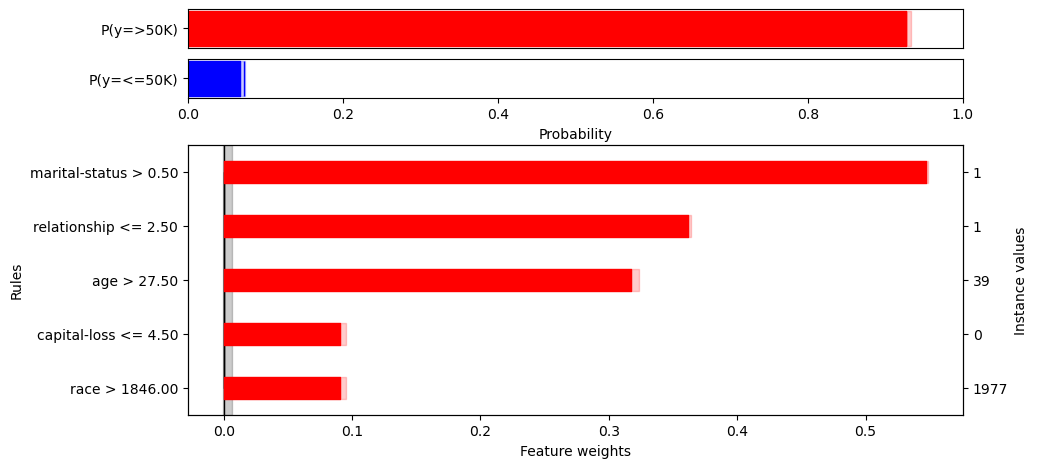 P(y=>50K)
P(y=<=50K)
0.0 0.2 0.4 0.6 0.8 1.0
Probability
marital-status > 0.50 1
relationship <= 2.50 1
age > 27.50 39
capital-loss <= 4.50 0
race > 1846.00 1977
Rules
Instance values
0.0 0.1 0.2 0.3 0.4 0.5
Feature weights